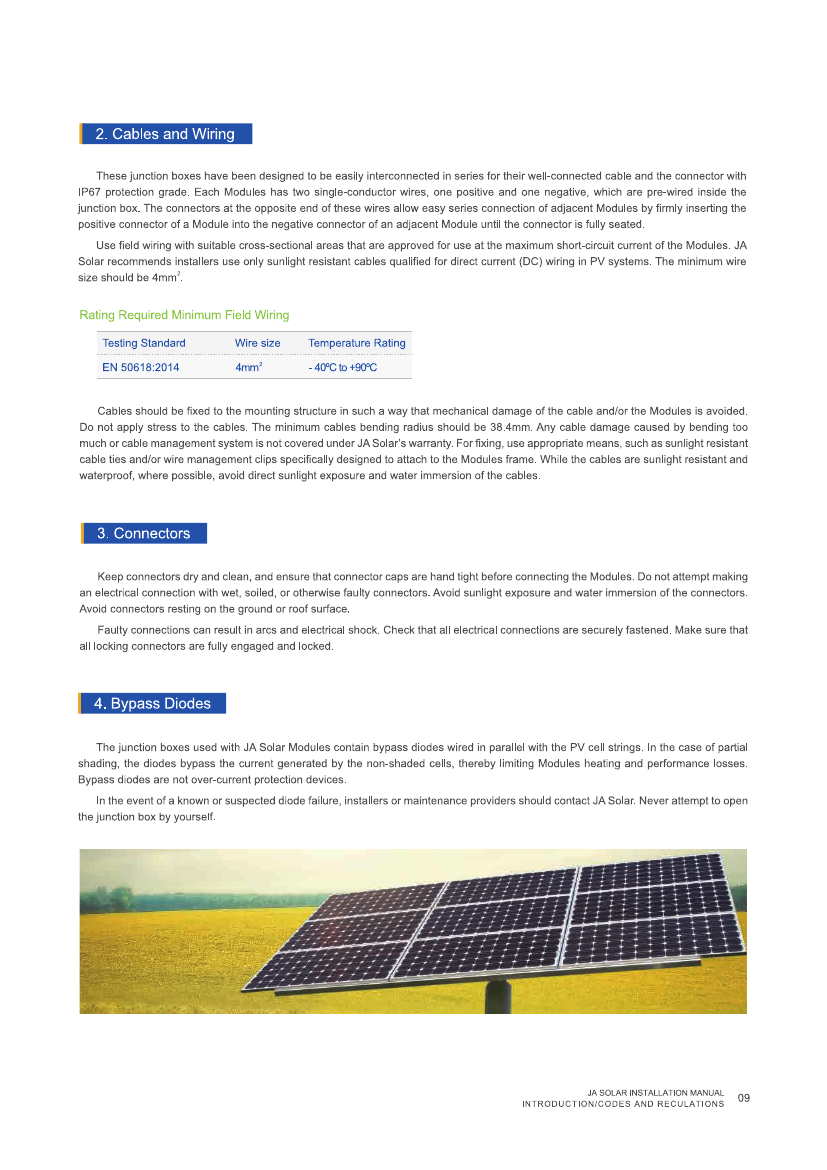 2. Cables and Wiring
These junction boxes have been designed to be easily interconnected in series for their well-connected cable and the connector with
IP67 protection grade. Each Modules has two single-conductor wires, one positive and one negative, which are pre-wired inside the
junction box. The connectors at the opposite end of these wires allow easy series connection of adjacent Modules by firmly inserting the
positive connector of a Module into the negative connector of an adjacent Module until the connector is fully seated.
Use field wiring with suitable cross-sectional areas that are approved for use at the maximum short-circuit current of the Modules. JA
Solar recommends installers use only sunlight resistant cables qualified for direct current (DC) wiring in PV systems. The minimum wire
size should be 4mm².
Rating Required Minimum Field Wiring
Testing Standard Wire size Temperature Rating
EN 50618:2014 4mm² - 40ºC to +90ºC
Cables should be fixed to the mounting structure in such a way that mechanical damage of the cable and/or the Modules is avoided.
Do not apply stress to the cables. The minimum cables bending radius should be 38.4mm. Any cable damage caused by bending too
much or cable management system is not covered under JA Solar's warranty. For fixing, use appropriate means, such as sunlight resistant
cable ties and/or wire management clips specifically designed to attach to the Modules frame. While the cables are sunlight resistant and
waterproof, where possible, avoid direct sunlight exposure and water immersion of the cables.
3. Connectors
Keep connectors dry and clean, and ensure that connector caps are hand tight before connecting the Modules. Do not attempt making
an electrical connection with wet, soiled, or otherwise faulty connectors. Avoid sunlight exposure and water immersion of the connectors.
Avoid connectors resting on the ground or roof surface.
Faulty connections can result in arcs and electrical shock. Check that all electrical connections are securely fastened. Make sure that
all locking connectors are fully engaged and locked.
4. Bypass Diodes
The junction boxes used with JA Solar Modules contain bypass diodes wired in parallel with the PV cell strings. In the case of partial
shading, the diodes bypass the current generated by the non-shaded cells, thereby limiting Modules heating and performance losses.
Bypass diodes are not over-current protection devices.
In the event of a known or suspected diode failure, installers or maintenance providers should contact JA Solar. Never attempt to open
the junction box by yourself.
JA SOLAR INSTALLATION MANUAL
INTRODUCTION/CODES AND RECULATIONS
09